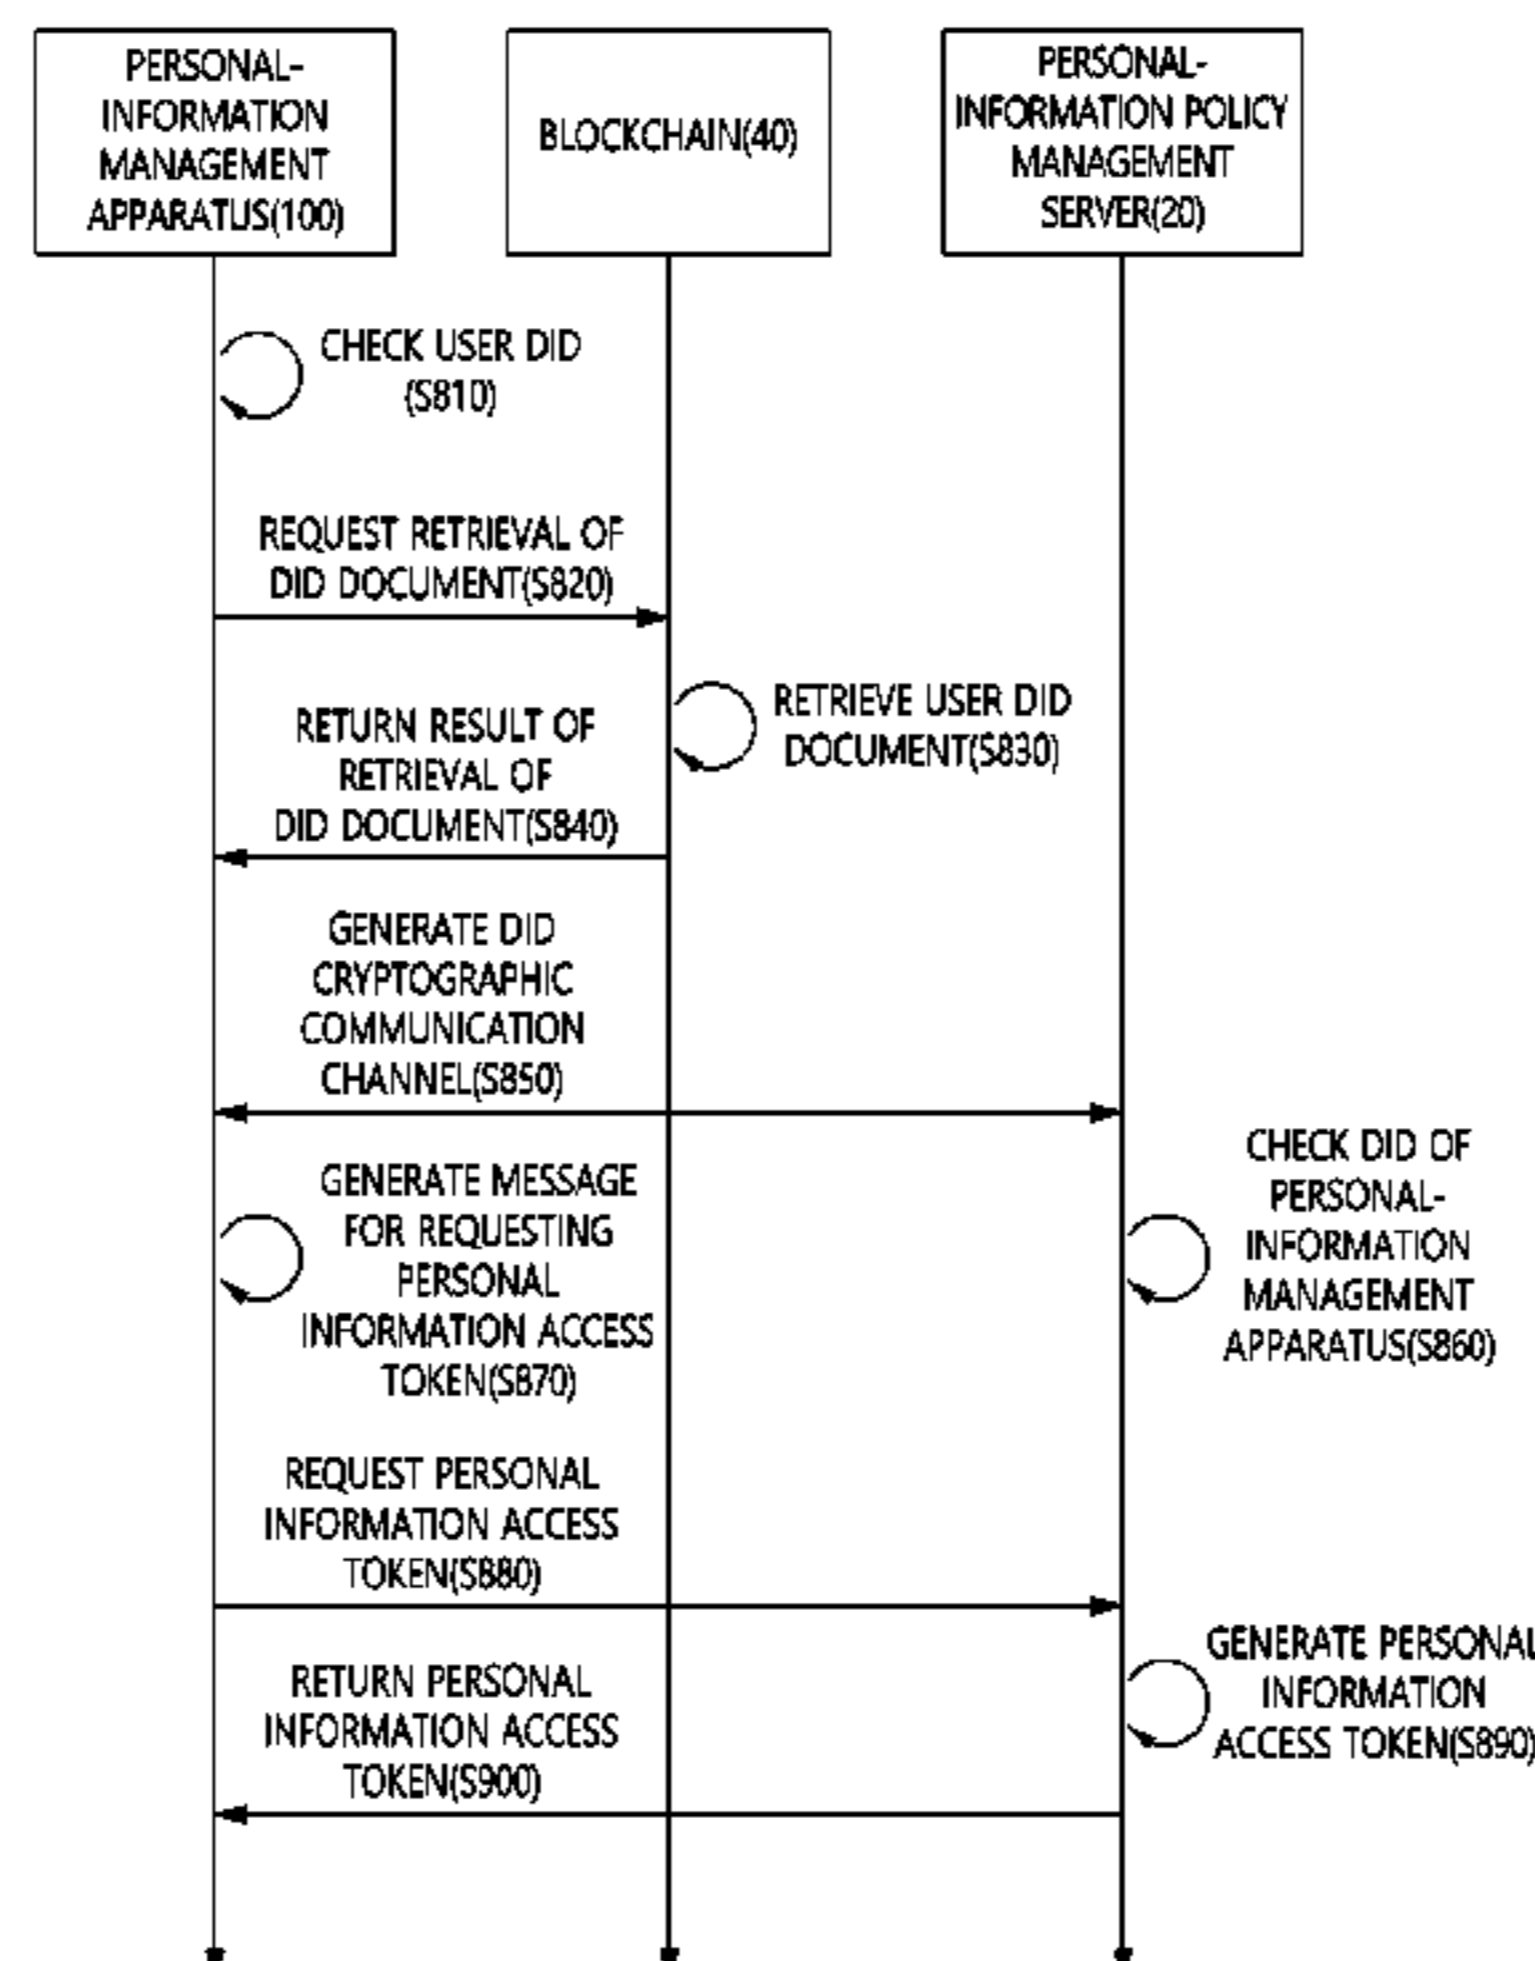 PERSONAL-
INFORMATION
MANAGEMENT
APPARATUS(100)
BLOCKCHAIN(40)
PERSONAL-
INFORMATION POLICY
MANAGEMENT
SERVER(20)
CHECK USER DID
(S810)
REQUEST RETRIEVAL OF
DID DOCUMENT(S820)
RETRIEVE USER DID
DOCUMENT(S830)
RETURN RESULT OF
RETRIEVAL OF
DID DOCUMENT(S840)
GENERATE DID
CRYPTOGRAPHIC
COMMUNICATION
CHANNEL(S850)
CHECK DID OF
PERSONAL-
INFORMATION
MANAGEMENT
APPARATUS(S860)
GENERATE MESSAGE
FOR REQUESTING
PERSONAL
INFORMATION ACCESS
TOKEN(S870)
REQUEST PERSONAL
INFORMATION ACCESS
TOKEN(S880)
GENERATE PERSONAL
INFORMATION
ACCESS TOKEN(S890)
RETURN PERSONAL
INFORMATION ACCESS
TOKEN(S900)